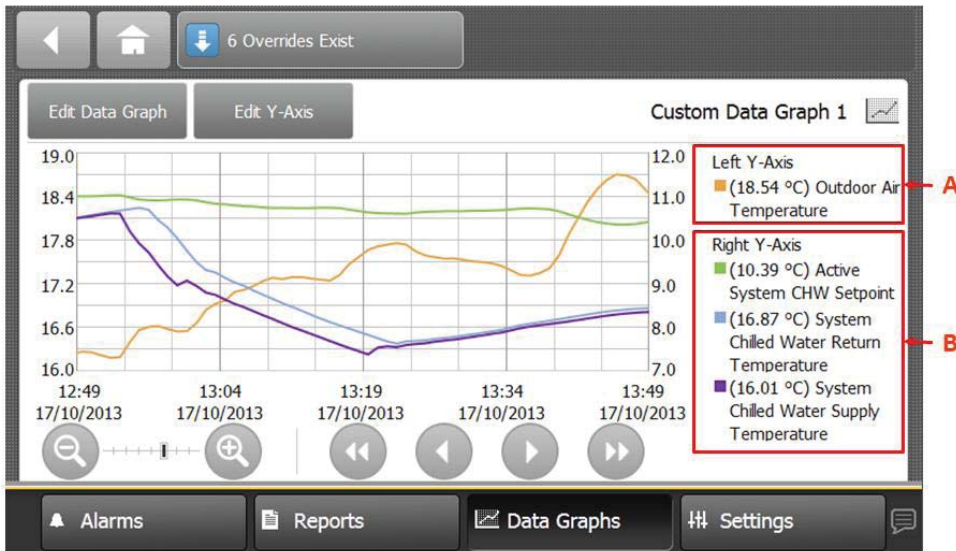 6 Overrides Exist
Edit Data Graph
Edit Y-Axis
Custom Data Graph 1
19.0
18.4
17.8
17.2
16.6
16.0
12.0
11.0
10.0
9.0
8.0
7.0
12:49
17/10/2013
13:04
17/10/2013
13:19
17/10/2013
13:34
17/10/2013
13:49
17/10/2013
Left Y-Axis
(18.54 ºC) Outdoor Air
Temperature
A
Right Y-Axis
(10.39 ºC) Active
System CHW Setpoint
(16.87 ºC) System
Chilled Water Return
Temperature
(16.01 ºC) System
Chilled Water Supply
Temperature
B
Alarms
Reports
Data Graphs
Settings